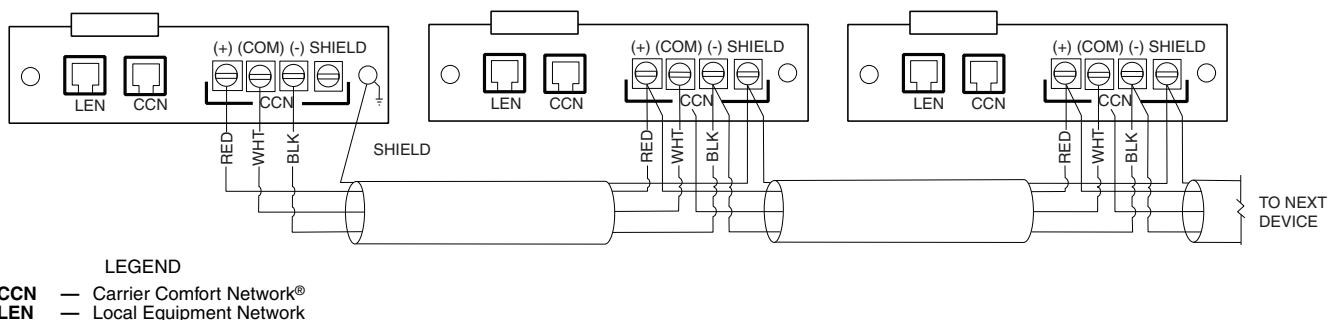 (+) (COM) (-) SHIELD
(+) (COM) (-) SHIELD
(+) (COM) (-) SHIELD
LEN
CCN
CCN
LEN
CCN
CCN
LEN
CCN
CCN
RED
WHT
BLK
SHIELD
RED
WHT
BLK
RED
WHT
BLK
TO NEXT
DEVICE
LEGEND
CCN — Carrier Comfort Network®
LEN — Local Equipment Network